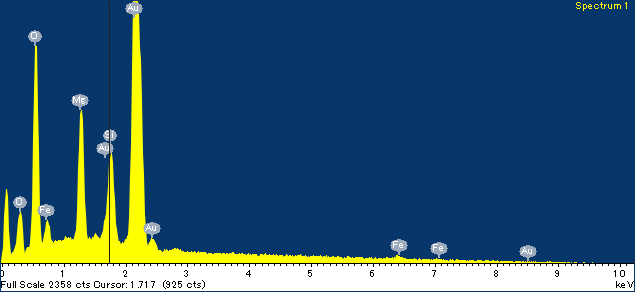 Spectrum 1
Au
O
Mg
Si
Au
O
Fe
Au
Fe
Fe
Au
0 1 2 3 4 5 6 7 8 9 10
Full Scale 2358 cts Cursor: 1.717 (925 cts) keV